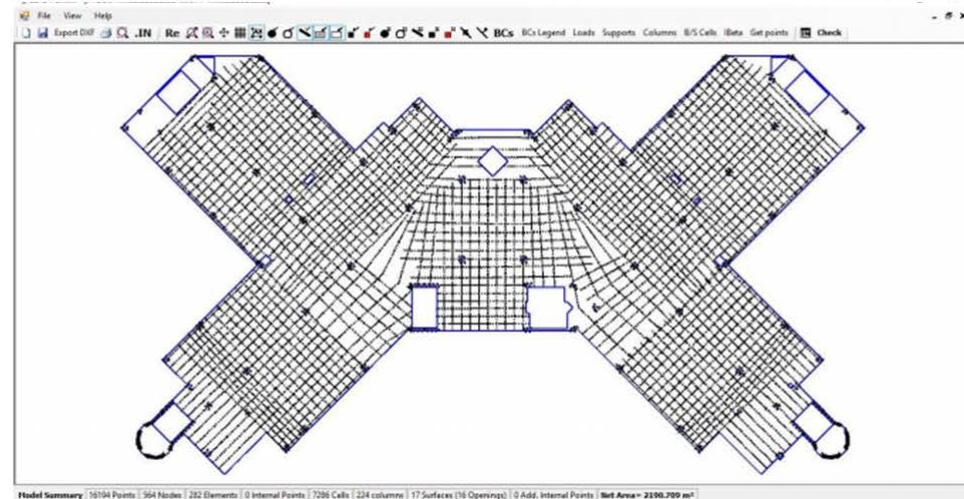 File View Help
Export DXF .IN Re BCs BCs Legend Loads Supports Columns B/S Cells IBeta Get points Check
Model Summary 16194 Points 564 Nodes 282 Elements 0 Internal Points 7286 Cells 224 columns 17 Surfaces (16 Openings) 0 Add. Internal Points Net Area= 2190.709 m²